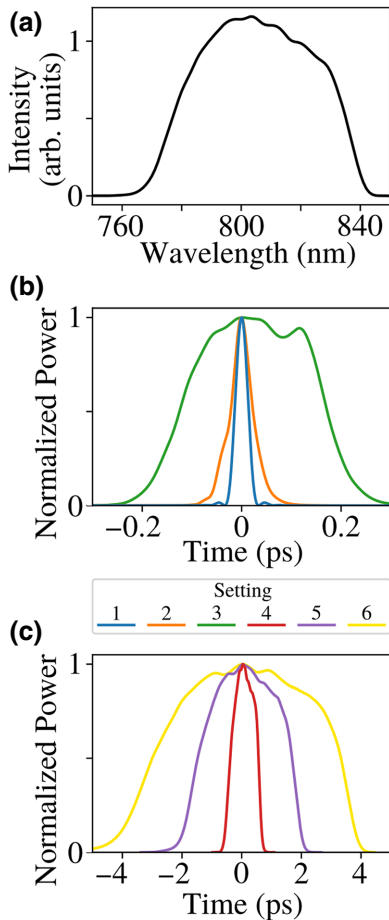 (a)
1
0
Intensity
(arb. units)
760
800
840
Wavelength (nm)
(b)
1
0
Normalized Power
−0.2
0
0.2
Time (ps)
Setting
1
2
3
4
5
6
(c)
1
0
Normalized Power
−4
−2
0
2
4
Time (ps)